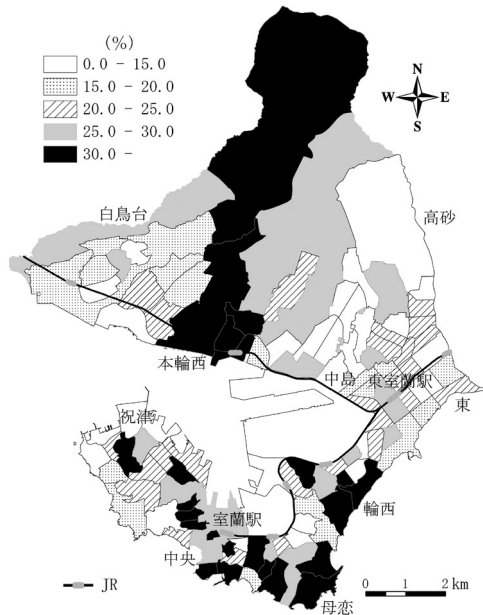 (%)
0.0 - 15.0
15.0 - 20.0
20.0 - 25.0
25.0 - 30.0
30.0 -
N
W E
S
白鳥台
高砂
本輪西
中島
東室蘭駅
東
祝津
輪西
室蘭駅
中央
母恋
JR
0 1 2 km